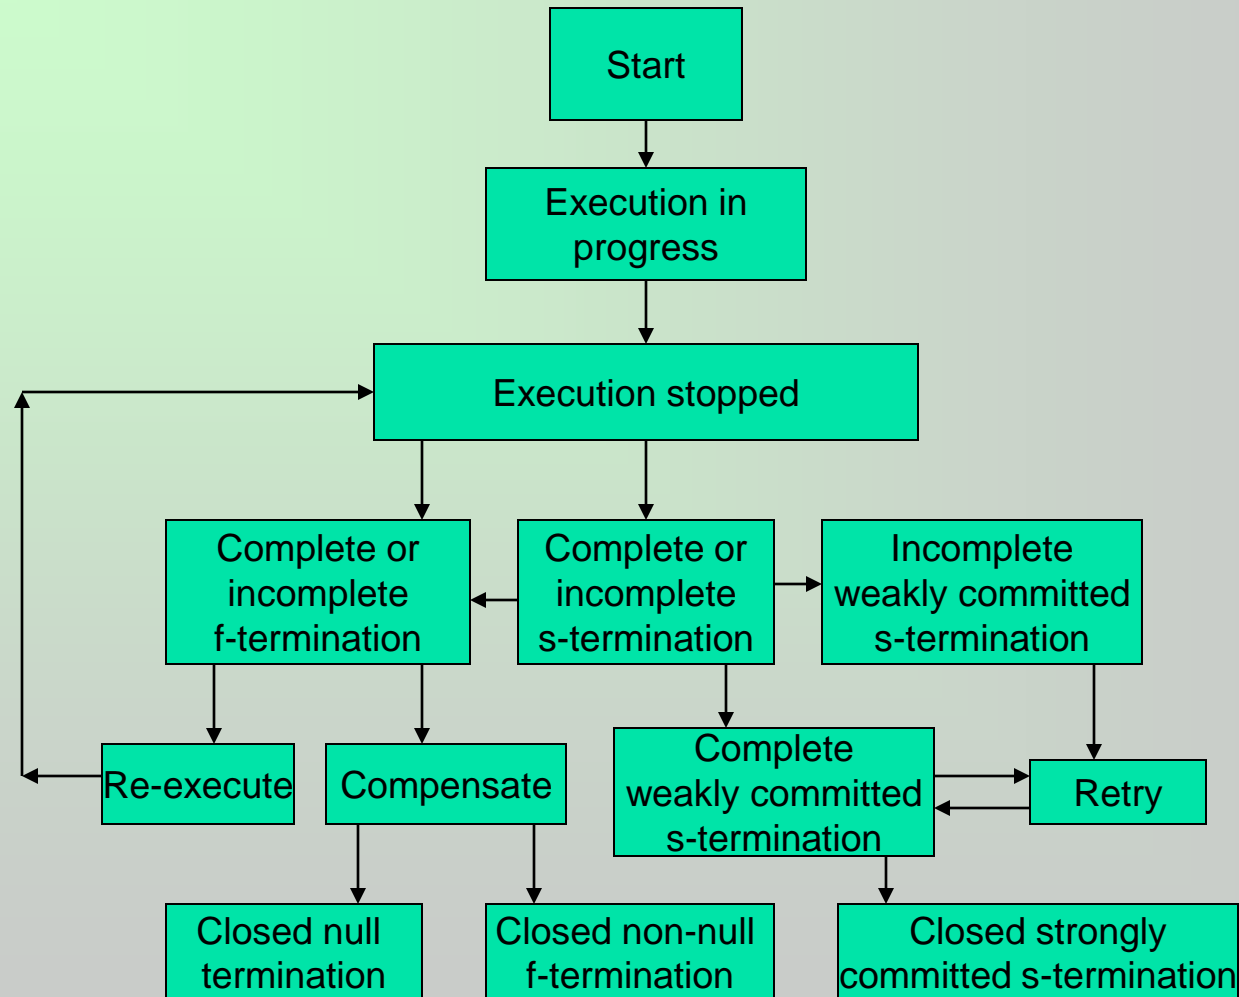 Start
Execution in
progress
Execution stopped
Complete or
incomplete
f-termination
Complete or
incomplete
s-termination
Incomplete
weakly committed
s-termination
Re-execute
Compensate
Complete
weakly committed
s-termination
Retry
Closed null
termination
Closed non-null
f-termination
Closed strongly
committed s-termination